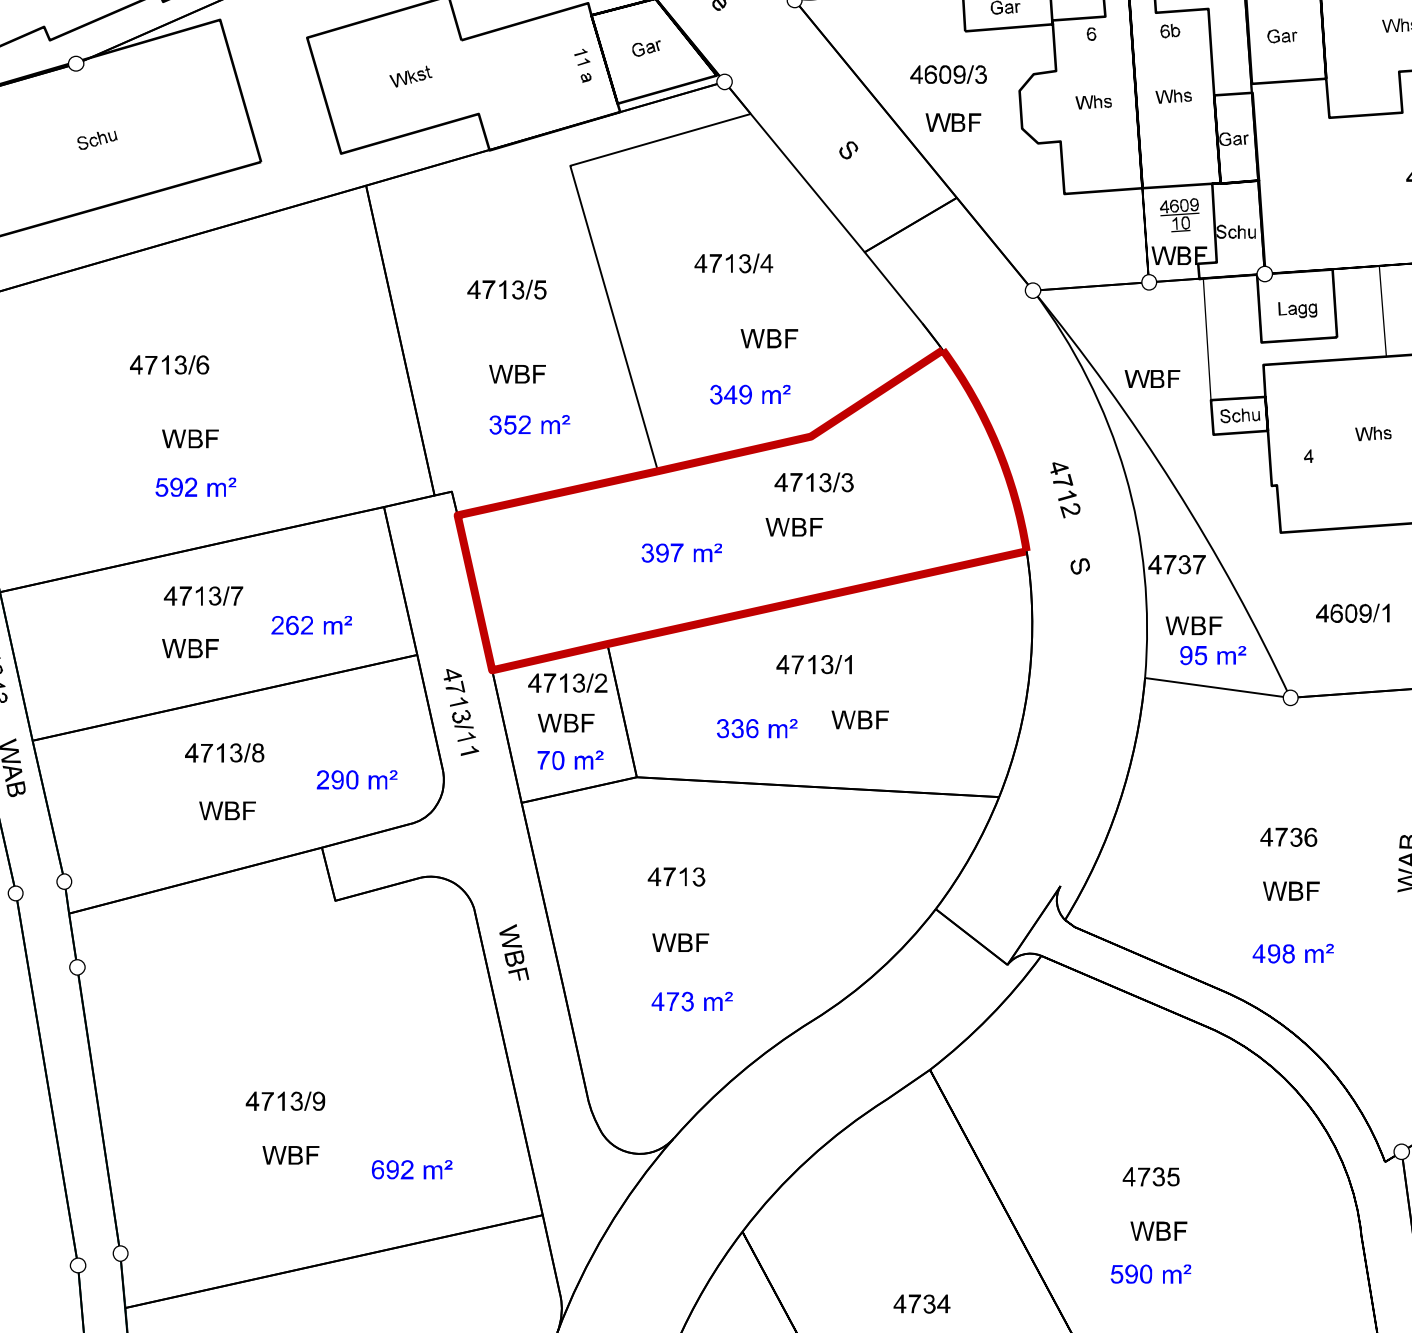 Gar
6
6b
Gar
Gar
Wkst
11 a
4609/3
WBF
Whs
Whs
Gar
Schu
S
4609
10
Schu
WBF
4713/4
4713/5
Lagg
WBF
4713/6
WBF
WBF
349 m²
352 m²
Schu
WBF
592 m²
Whs
4
4713/3
WBF
397 m²
4712
S
4737
4713/7
WBF
262 m²
4609/1
WBF
95 m²
4713/1
4713/2
WBF
70 m²
336 m²
WBF
4713/11
WAB
4713/8
290 m²
WBF
4736
WBF
498 m²
WAB
4713
WBF
473 m²
WBF
4713/9
WBF
692 m²
4735
WBF
590 m²
4734